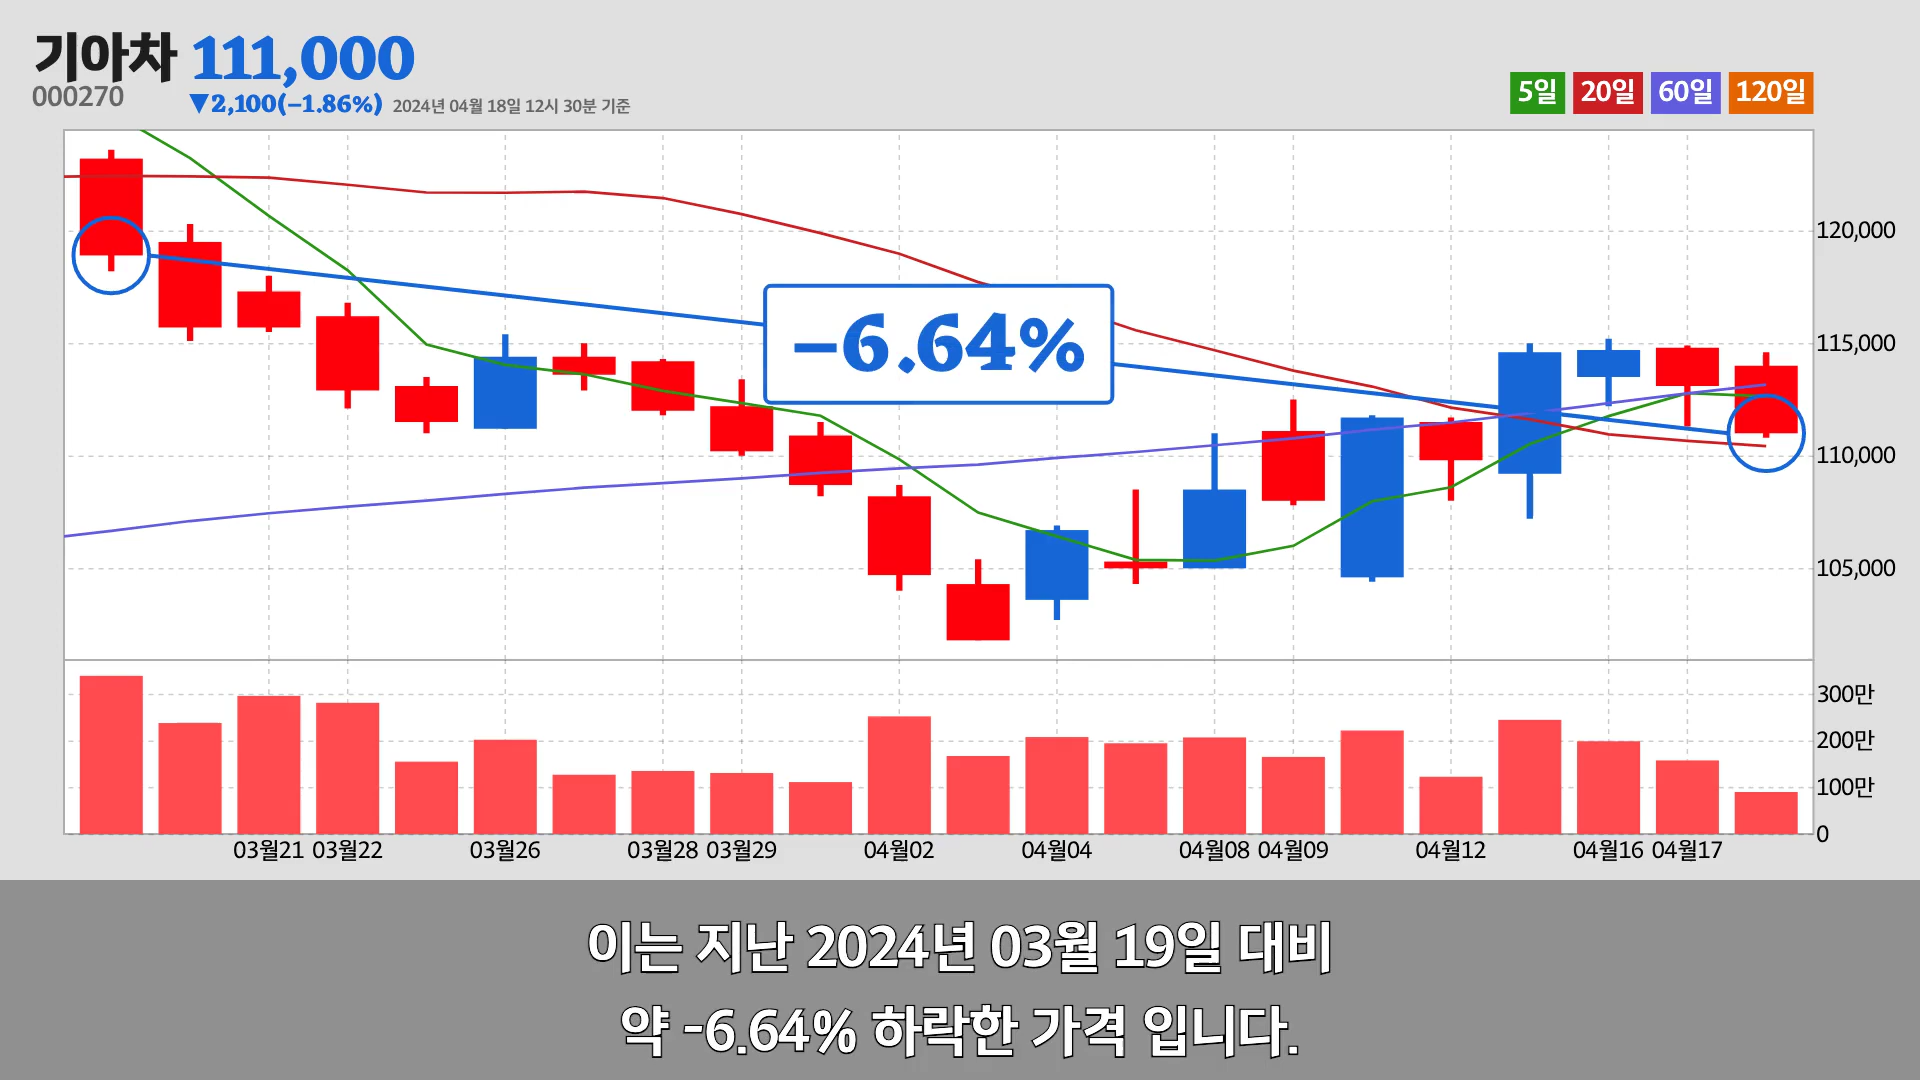 기아차 111,000
000270 ▼2,100(−1.86%) 2024년 04월 18일 12시 30분 기준
5일 20일 60일 120일
120,000
−6.64%
115,000
110,000
105,000
300만
200만
100만
0
03월21 03월22 03월26 03월28 03월29 04월02 04월04 04월08 04월09 04월12 04월16 04월17
이는 지난 2024년 03월 19일 대비
약 -6.64% 하락한 가격 입니다.